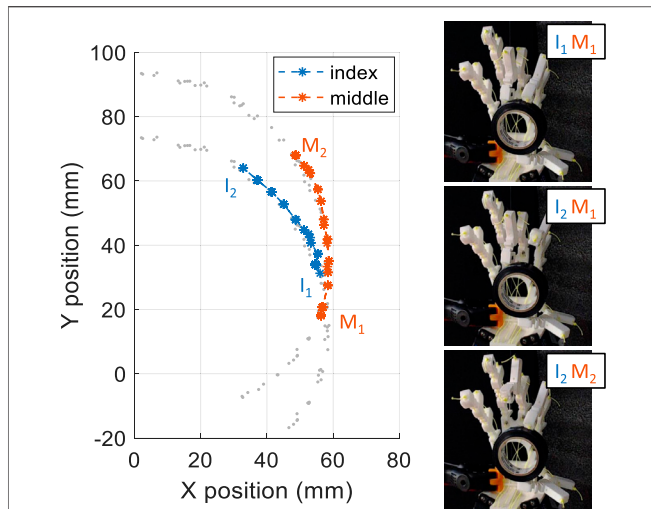 100
80
60
40
20
0
-20
0
20
40
60
80
Y position (mm)
X position (mm)
index
middle
M₂
I₂
I₁
M₁
I₁ M₁
I₂ M₁
I₂ M₂